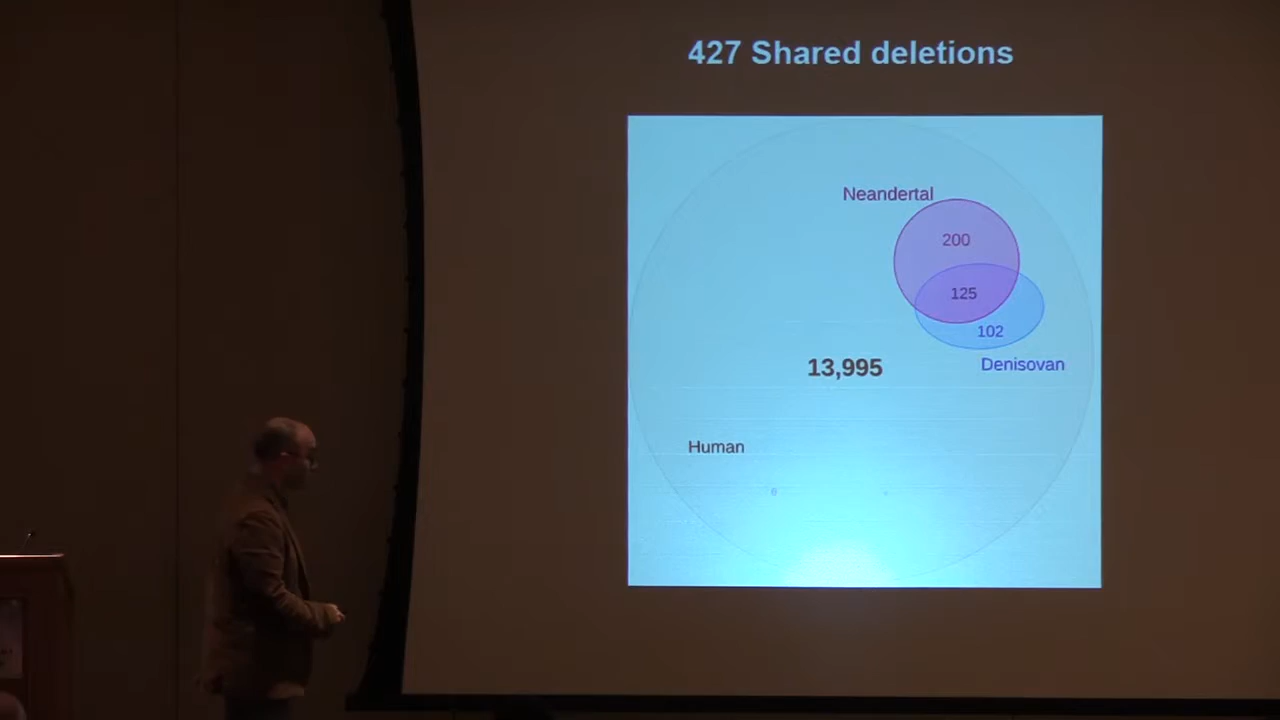 427 Shared deletions
Neandertal
200
125
102
Denisovan
13,995
Human